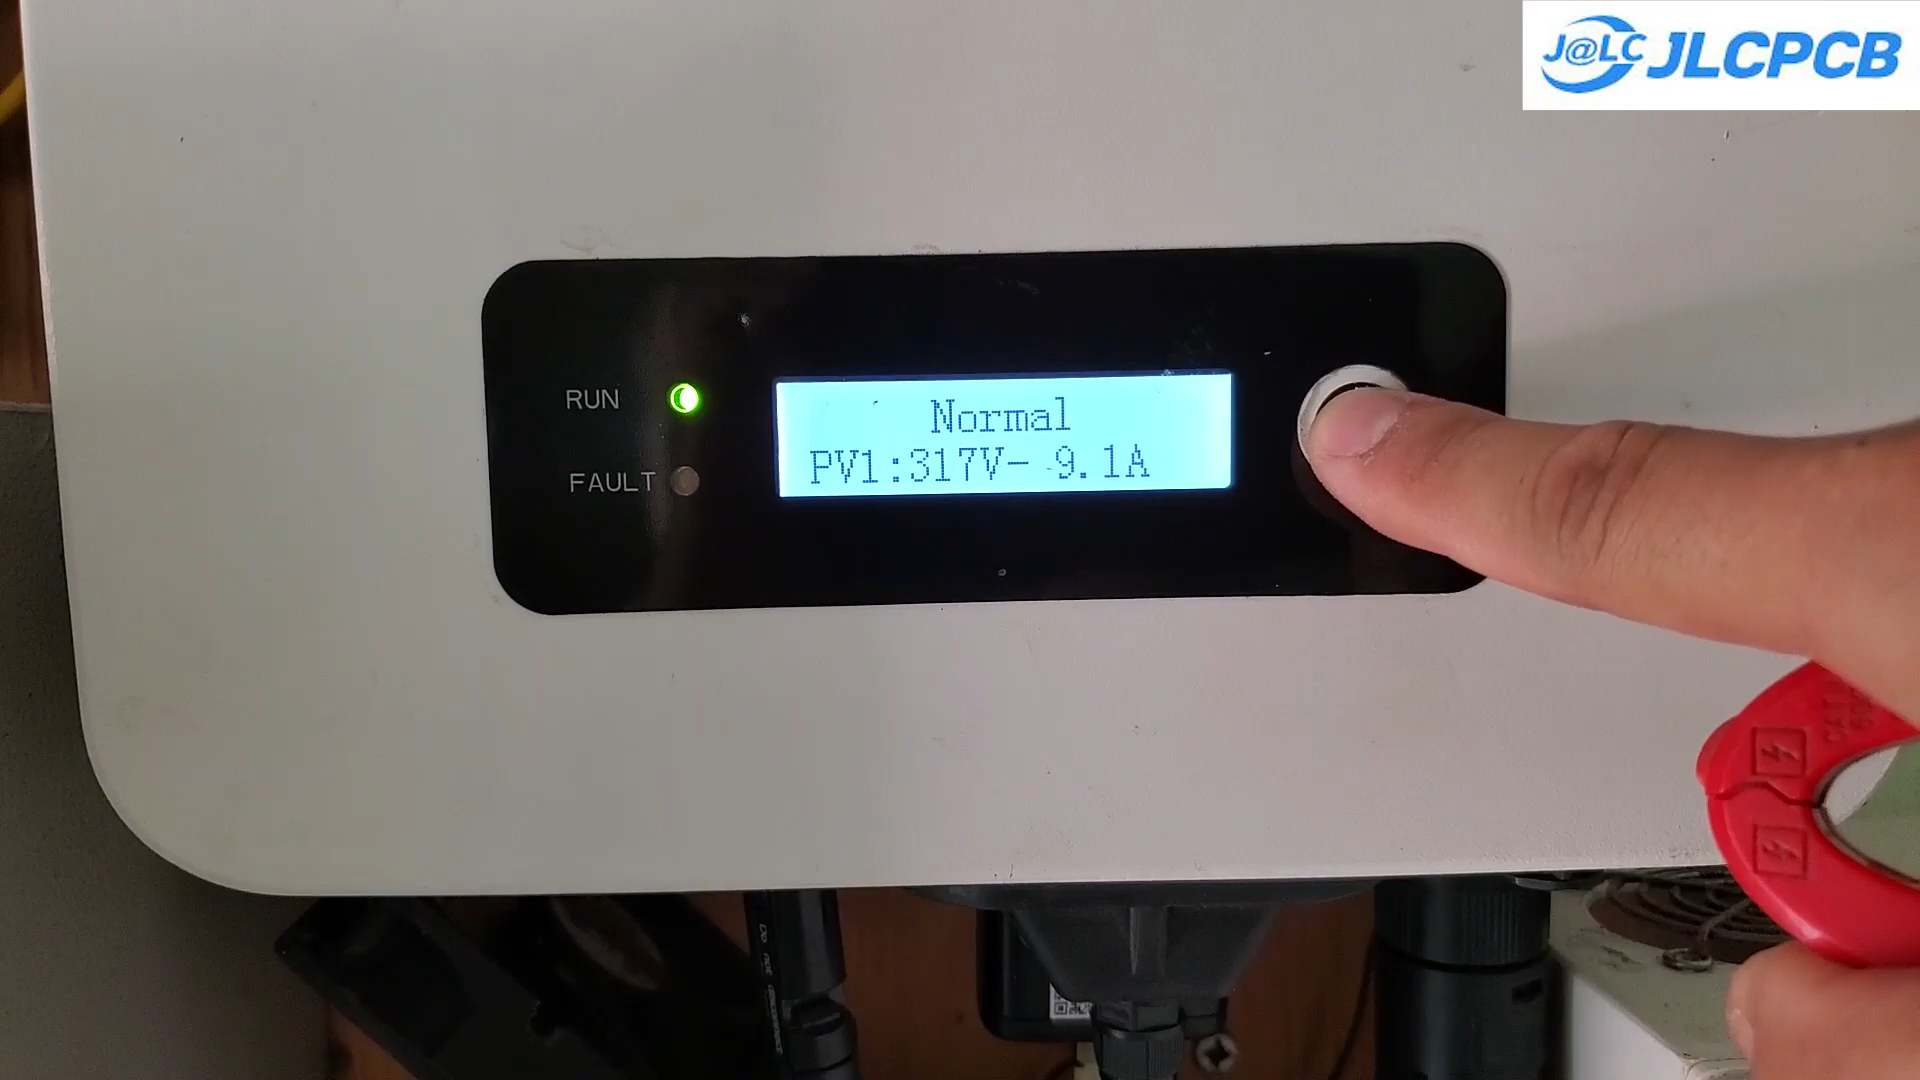 J@LC JLCPCB
RUN
FAULT
Normal
PV1:317V- 9.1A